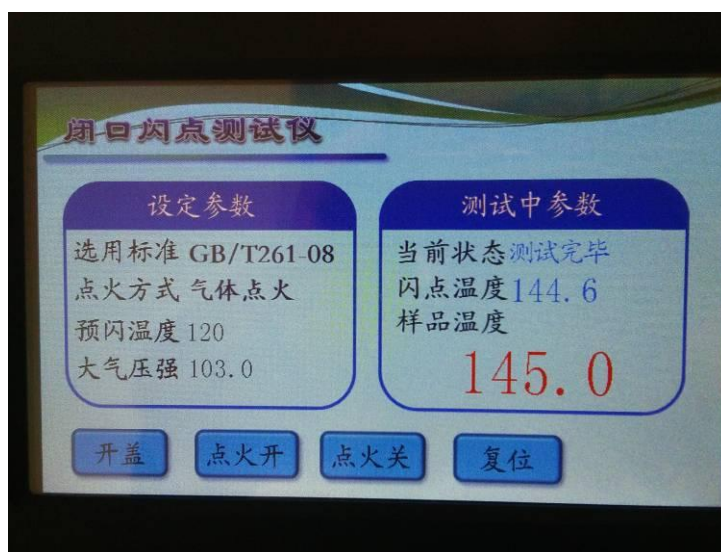 闭口闪点测试仪
设定参数
选用标准 GB/T261-08
点火方式 气体点火
预闪温度 120
大气压强 103.0
测试中参数
当前状态 测试完毕
闪点温度 144.6
样品温度
145.0
开盖
点火开
点火关
复位